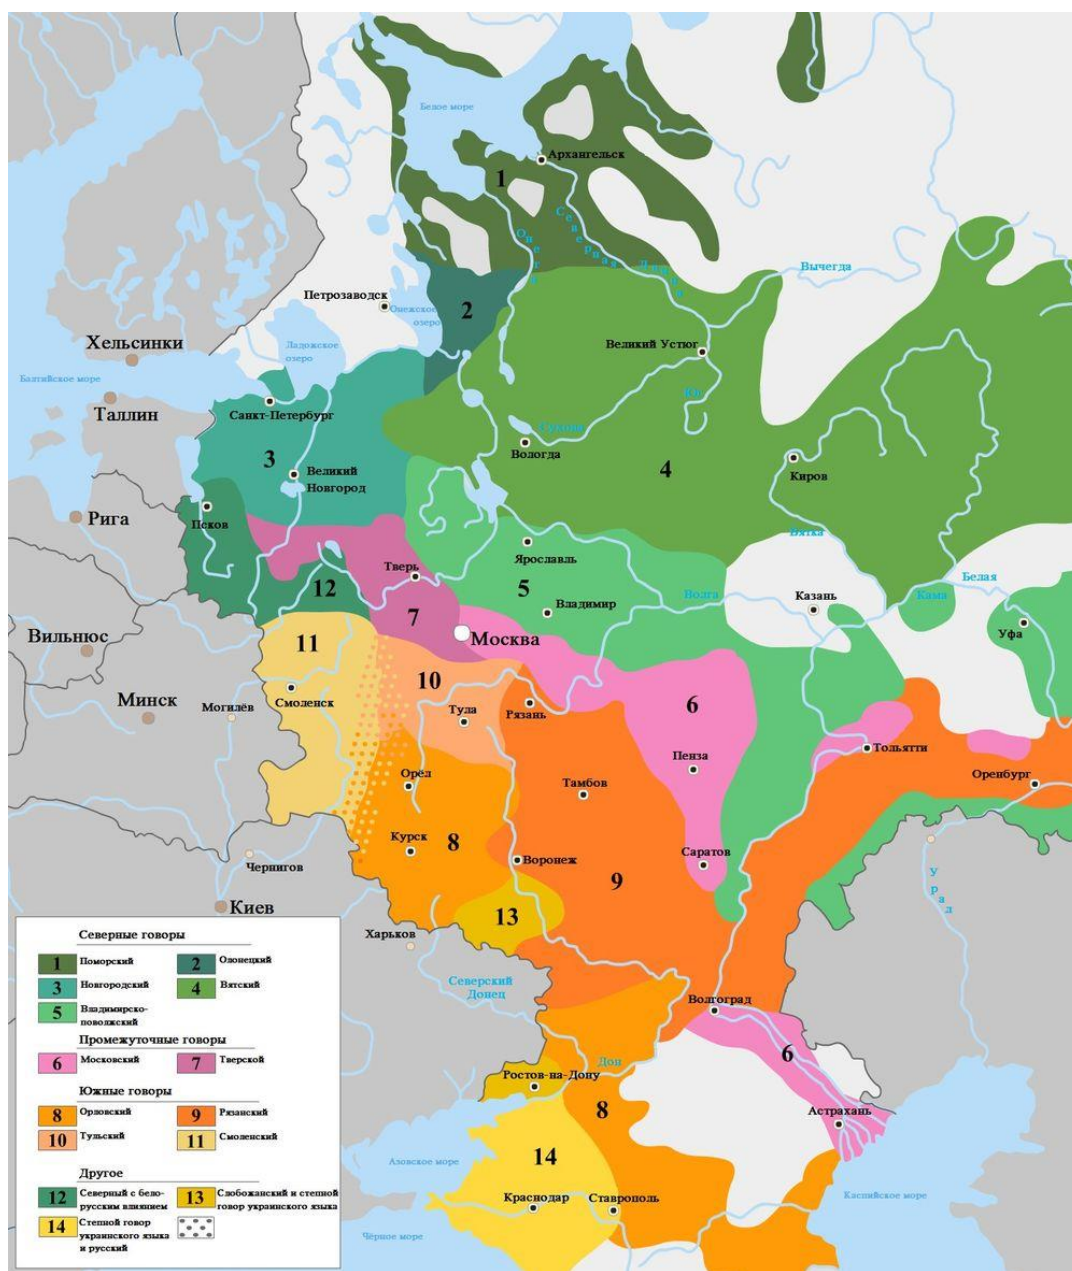 Белое море
Архангельск
1
Онега
Северная Двина
Вычегда
Петрозаводск
Онежское
озеро
2
Хельсинки
Ладожское
озеро
Великий Устюг
Балтийское море
Таллин
Санкт-Петербург
Юг
Сухона
Вологда
3
4
Киров
Великий
Новгород
Псков
Рига
Вятка
Ярославль
Тверь
Белая
12
5
Кама
Волга
Казань
Владимир
7
Уфа
Вильнюс
11
Москва
10
Минск
Смоленск
Могилёв
6
Рязань
Тула
Тольятти
Пенза
Орёл
Оренбург
Тамбов
Курск
8
Воронеж
Саратов
Чернигов
9
Урал
Киев
13
Харьков
Северский
Донец
Волгоград
Дон
6
Ростов-на-Дону
8
Астрахань
Азовское море
14
Краснодар
Ставрополь
Каспийское море
Чёрное море
Северные говоры
1 Поморский
2 Олонецкий
3 Новгородский
4 Вятский
5 Владимирско-
поволжский
Промежуточные говоры
6 Московский
7 Тверской
Южные говоры
8 Орловский
9 Рязанский
10 Тульский
11 Смоленский
Другое
12 Северный с бело-
русским влиянием
13 Слобожанский и степной
говор украинского языка
14 Степной говор
украинского языка
и русский